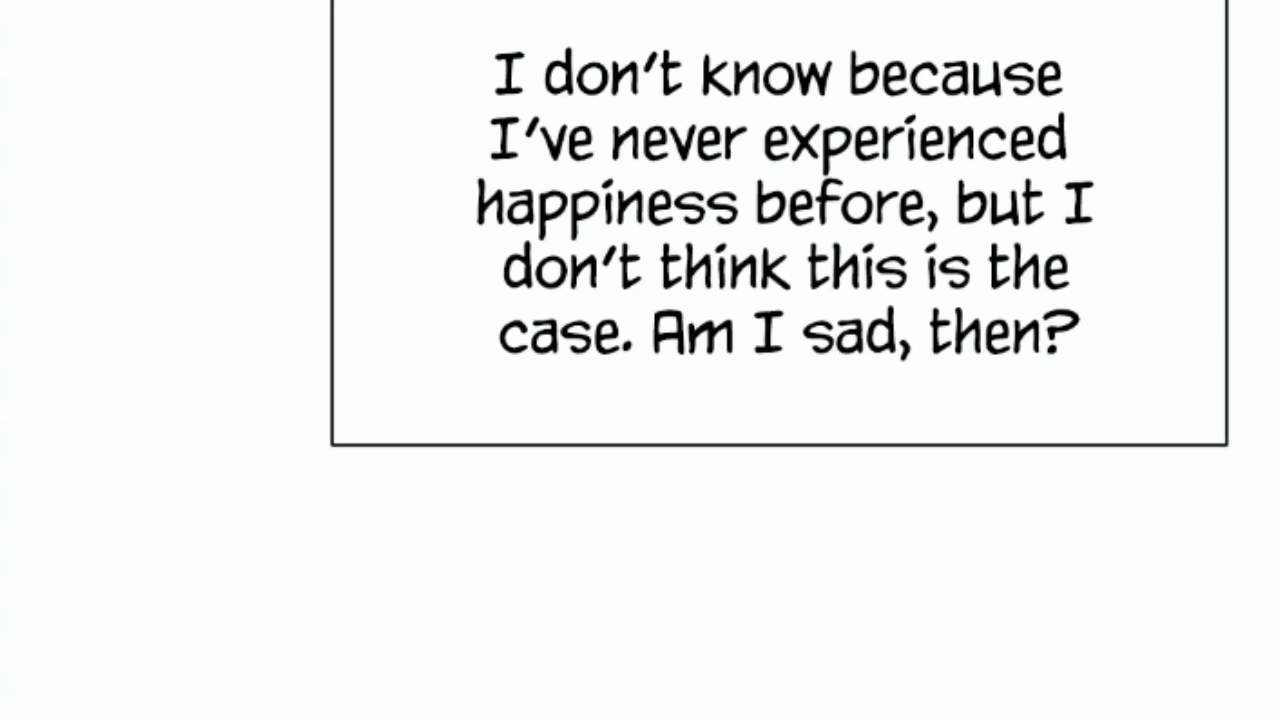 I don't know because
I've never experienced
happiness before, but I
don't think this is the
case. Am I sad, then?